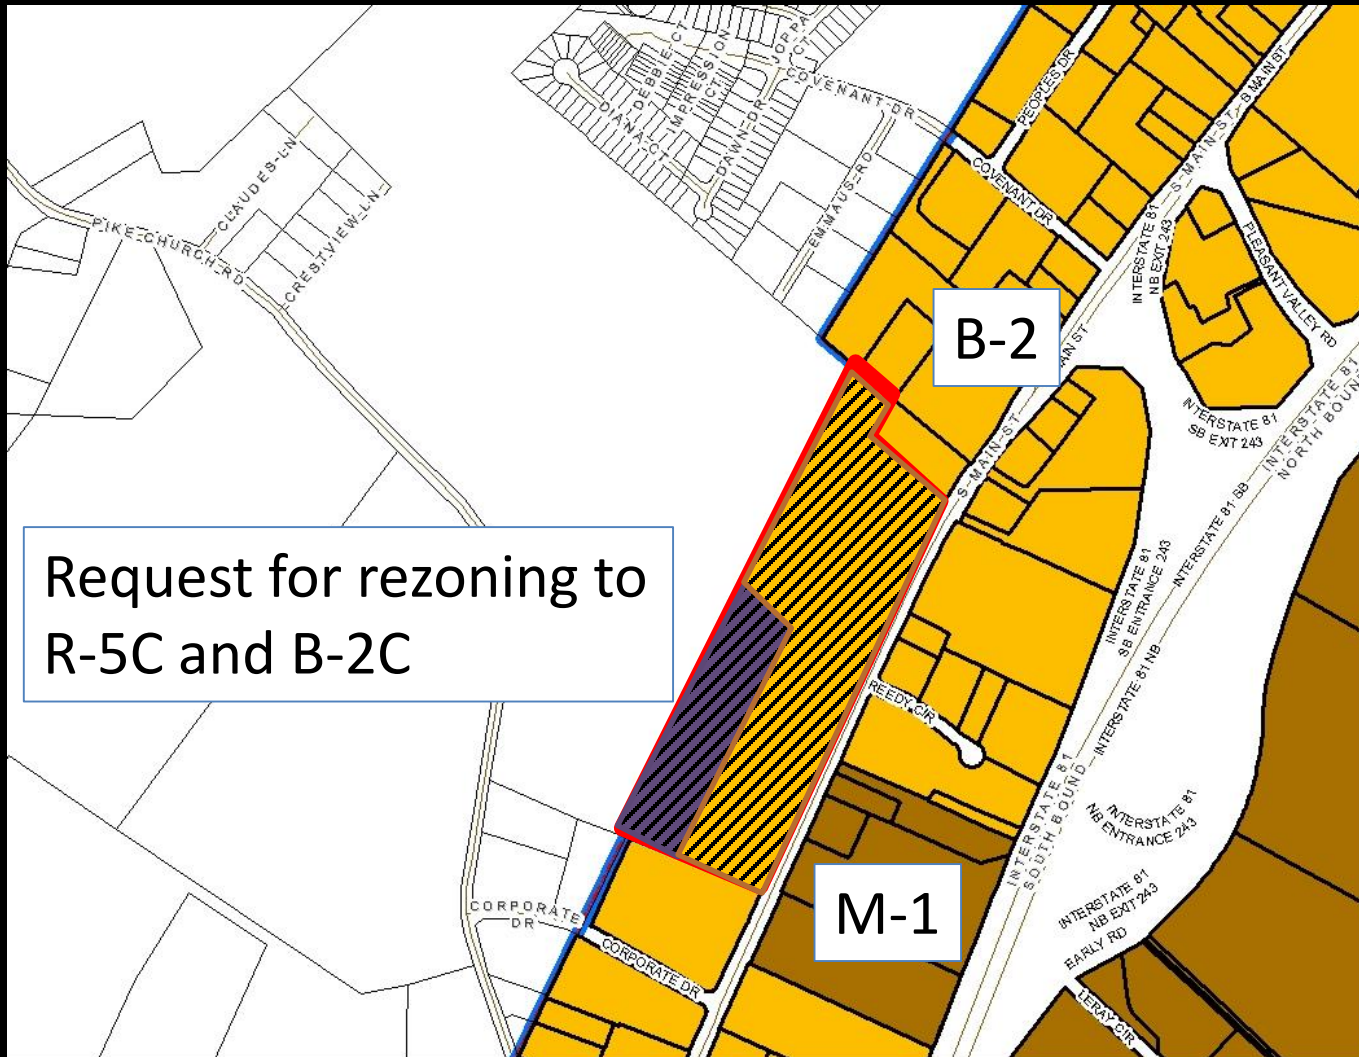 DEBBIE CT
IMPRESSION CT
JOPPA CT
COVENANT DR
DIANA CT
DAWN DR
EMMAUS RD
PEOPLES DR
COVENANT DR
S MAIN ST
S MAIN ST
CLAUDES LN
CRESTVIEW LN
PIKE CHURCH RD
INTERSTATE 81
NB EXIT 243
PLEASANT VALLEY RD
B-2
AIN ST
S MAIN ST
INTERSTATE 81
SB EXIT 243
INTERSTATE 81
NORTH BOUN
INTERSTATE 81 SB
Request for rezoning to
R-5C and B-2C
INTERSTATE 81
SB ENTRANCE 243
INTERSTATE 81 NB
REEDY CIR
INTERSTATE 81
SOUTH BOUND
INTERSTATE 81
NB ENTRANCE 243
M-1
INTERSTATE 81
NB EXIT 243
EARLY RD
LERAY CIR
CORPORATE
DR
CORPORATE DR